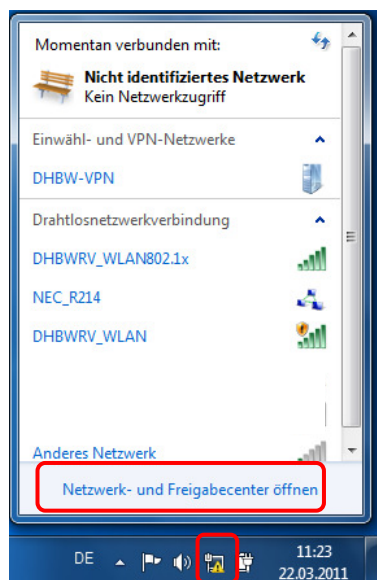 Momentan verbunden mit:
Nicht identifiziertes Netzwerk
Kein Netzwerkzugriff
Einwähl- und VPN-Netzwerke
DHBW-VPN
Drahtlosnetzwerkverbindung
DHBWRV_WLAN802.1x
NEC_R214
DHBWRV_WLAN
Anderes Netzwerk
Netzwerk- und Freigabecenter öffnen
DE
11:23
22.03.2011